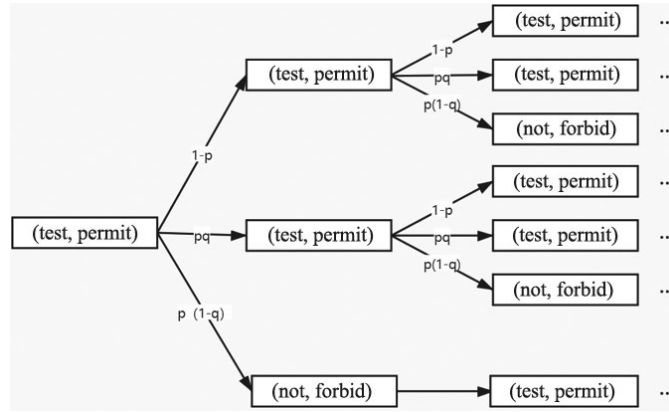 (test, permit) ..
1-p
(test, permit) pq (test, permit) ..
p(1-q)
(not, forbid) ..
1-p
(test, permit) ..
1-p
(test, permit) pq (test, permit) pq (test, permit) ..
p(1-q)
(not, forbid) ..
p (1-q)
(not, forbid) (test, permit) ..